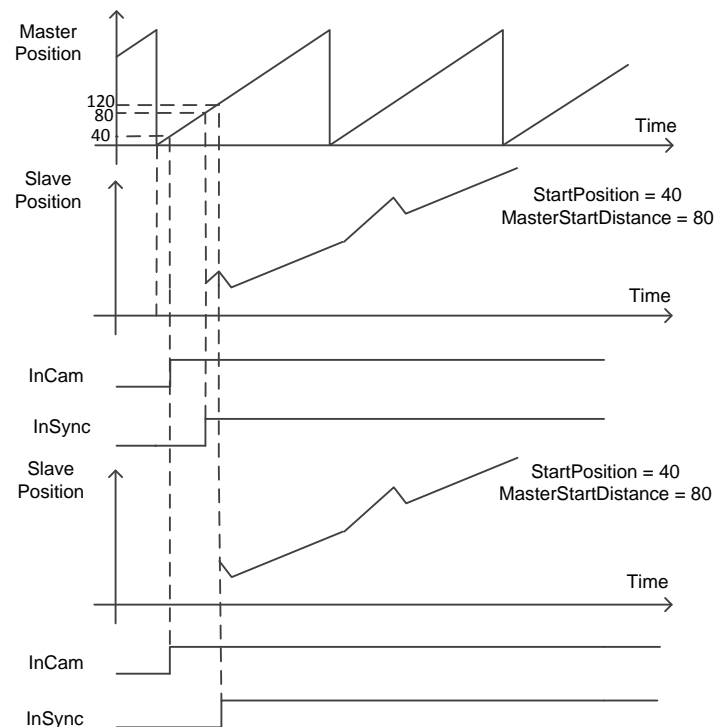 Master
Position
120
80
40
Time
Slave
Position
StartPosition = 40
MasterStartDistance = 80
Time
InCam
InSync
Slave
Position
StartPosition = 40
MasterStartDistance = 80
Time
InCam
InSync